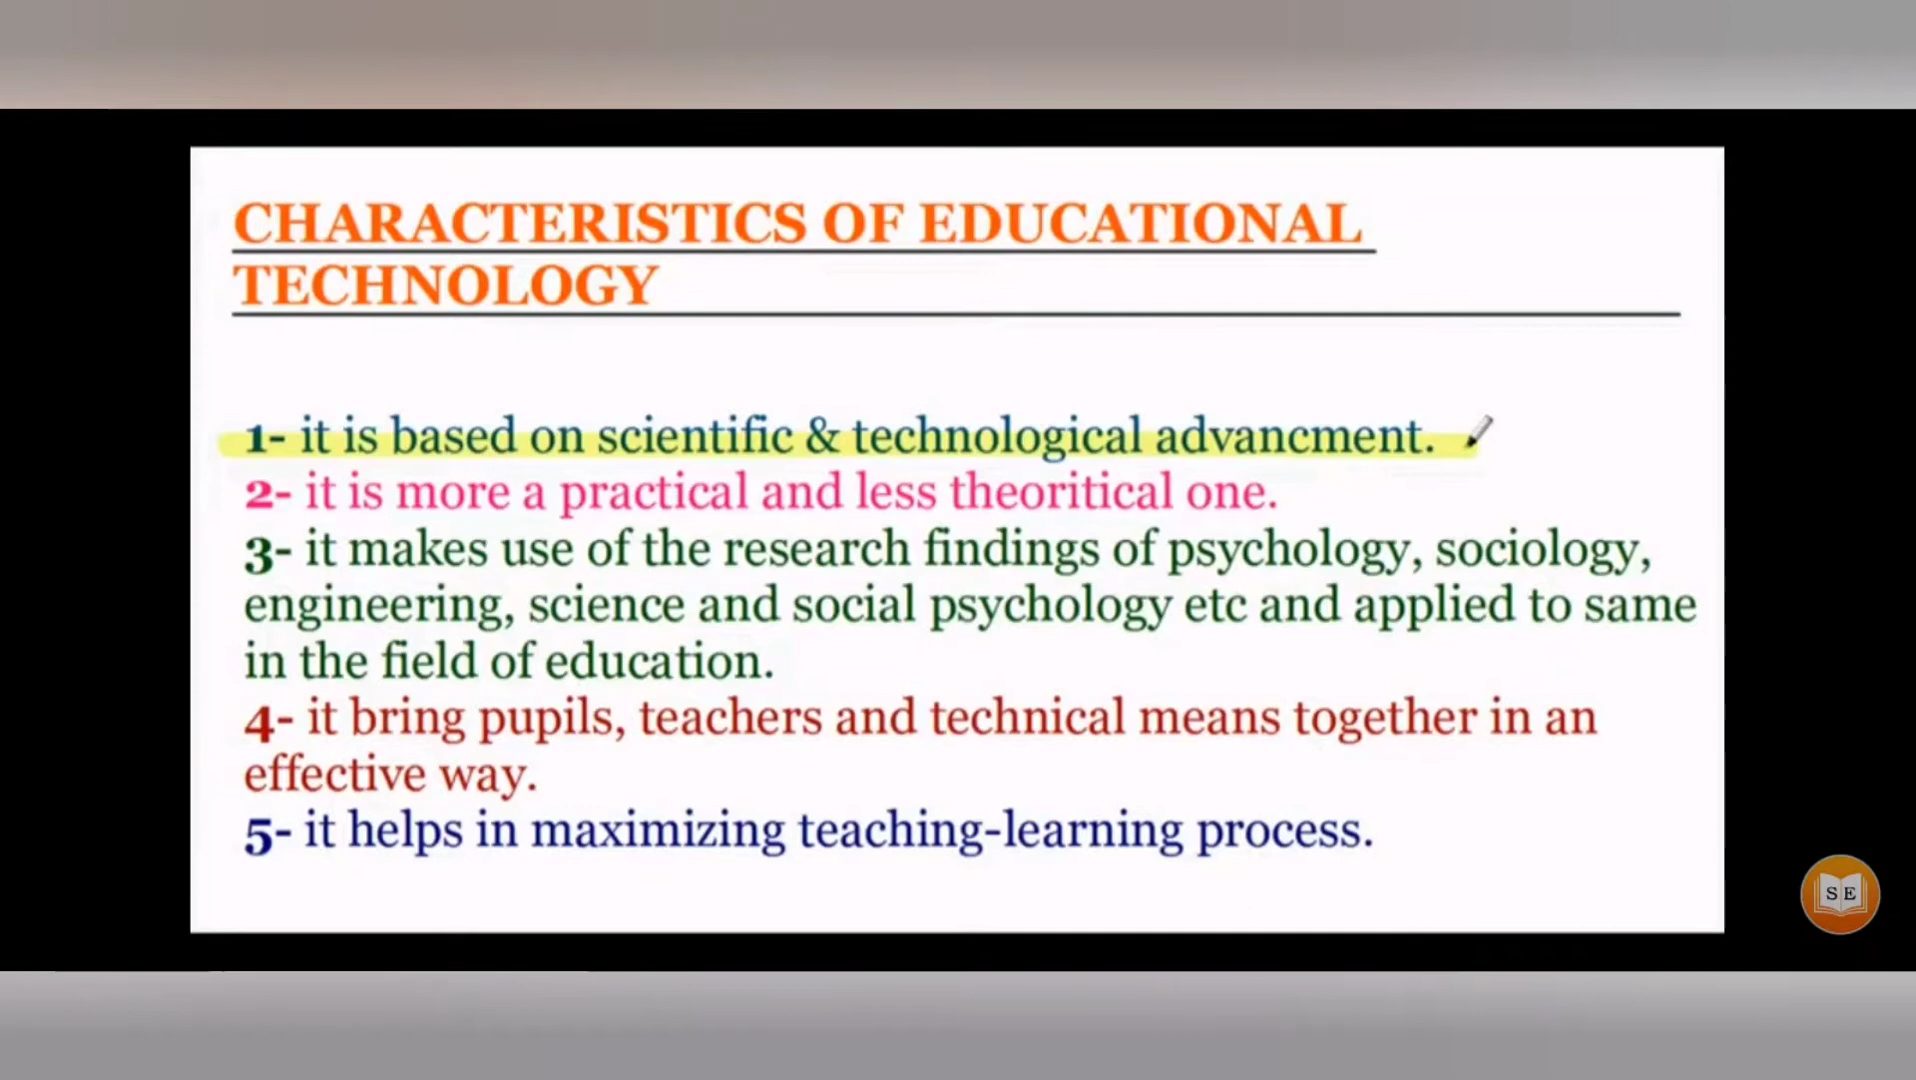 CHARACTERISTICS OF EDUCATIONAL
TECHNOLOGY
1- it is based on scientific & technological advancment.
2- it is more a practical and less theoritical one.
3- it makes use of the research findings of psychology, sociology,
engineering, science and social psychology etc and applied to same
in the field of education.
4- it bring pupils, teachers and technical means together in an
effective way.
5- it helps in maximizing teaching-learning process.
S E